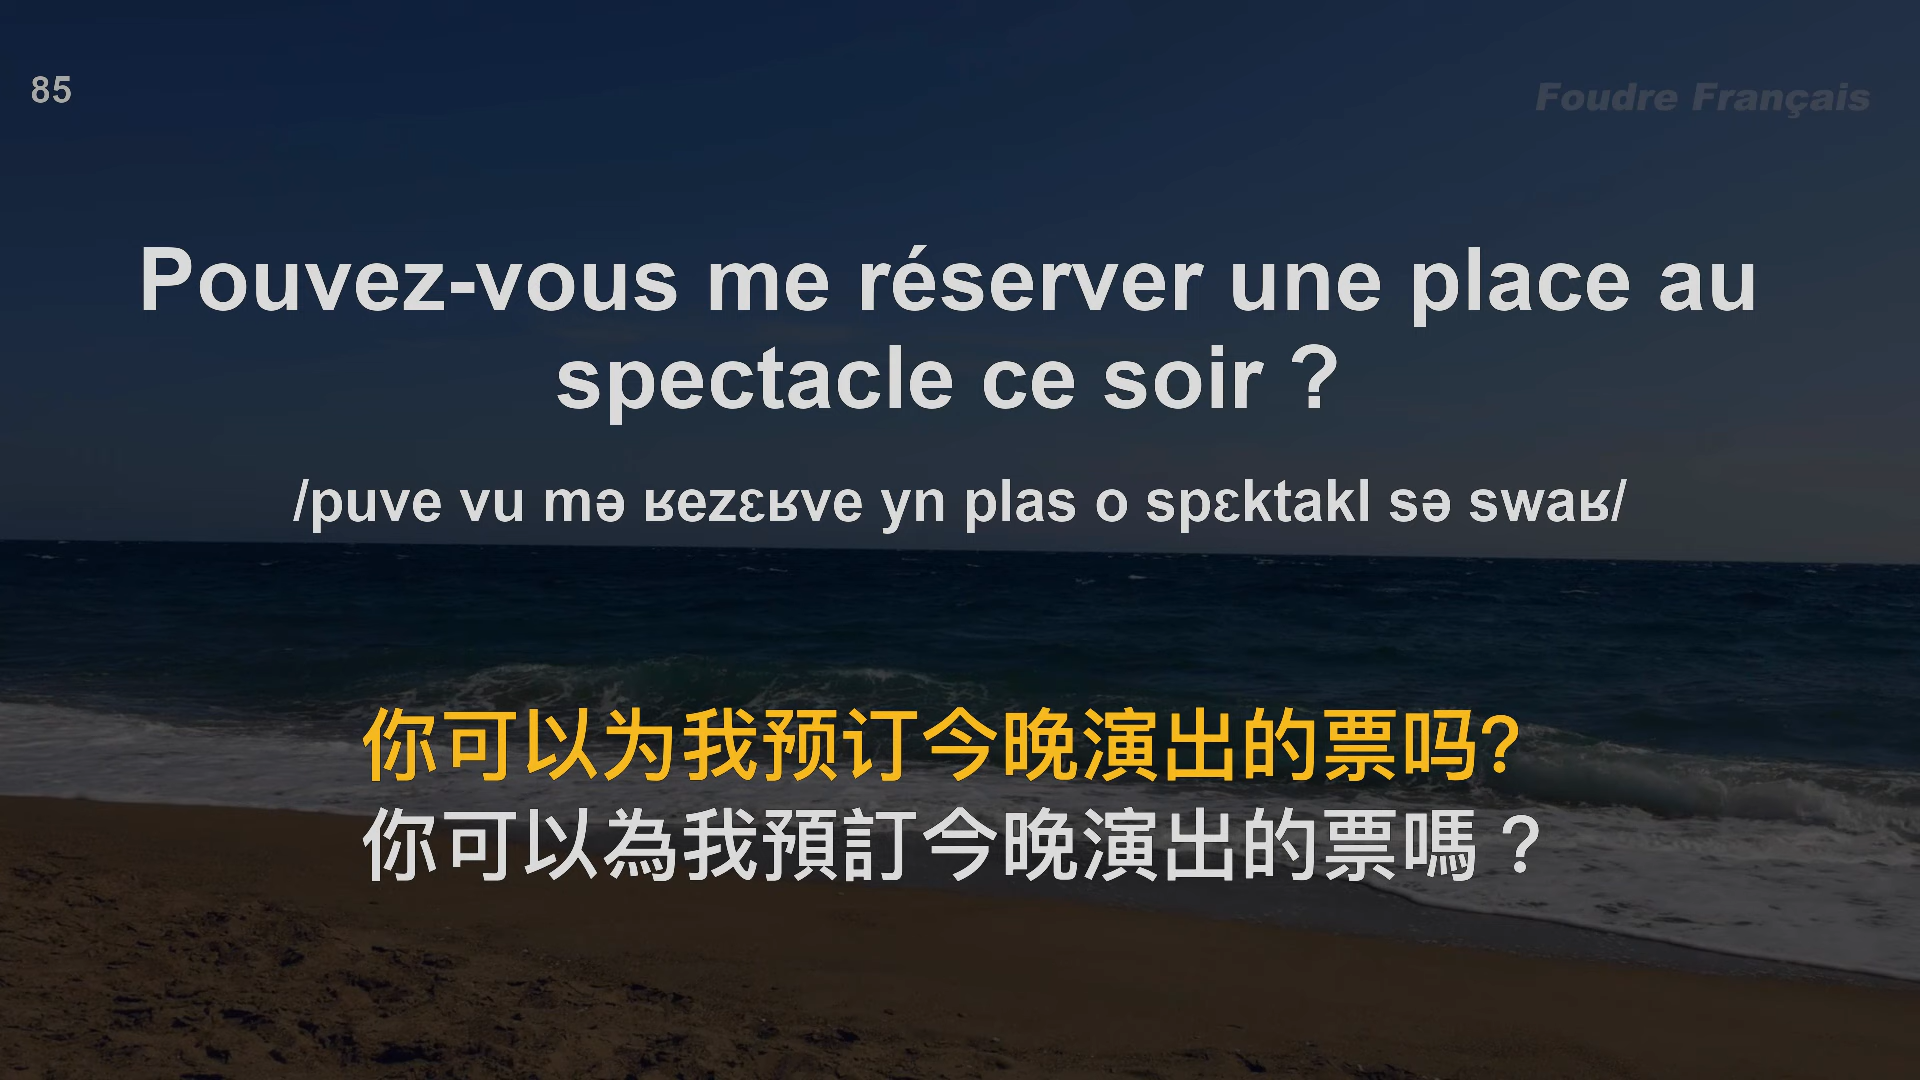 85
Foudre Français
Pouvez-vous me réserver une place au
spectacle ce soir ?
/puve vu mə ʁezɛʁve yn plas o spɛktakl sə swaʁ/
你可以为我预订今晚演出的票吗?
你可以為我預訂今晚演出的票嗎？